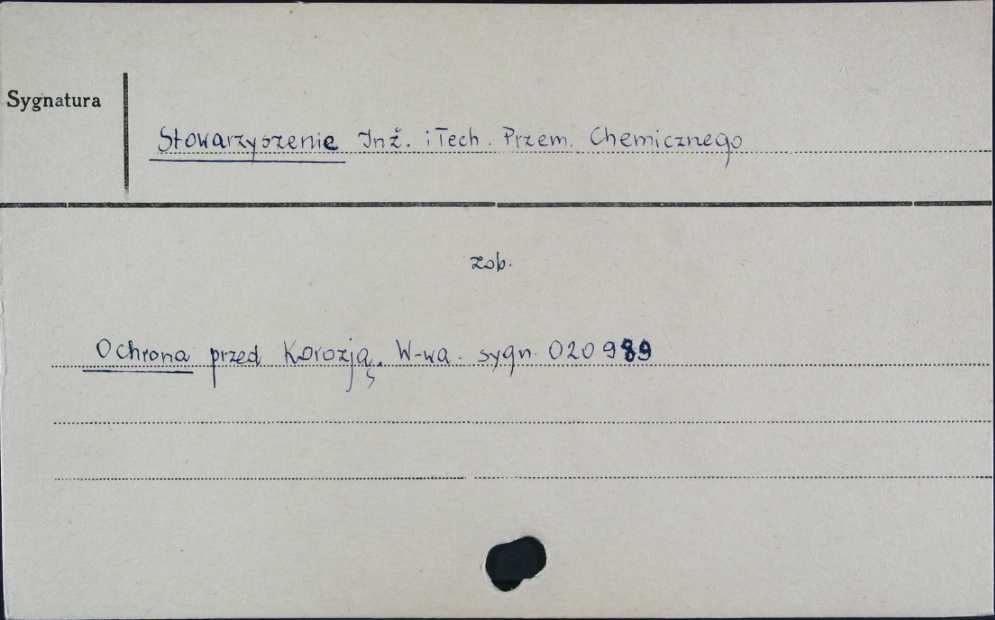 Sygnatura
Stowarzyszenie Inż. i Tech. Przem. Chemicznego
zob.
Ochrona przed Korozją. W-wa. sygn. 020989